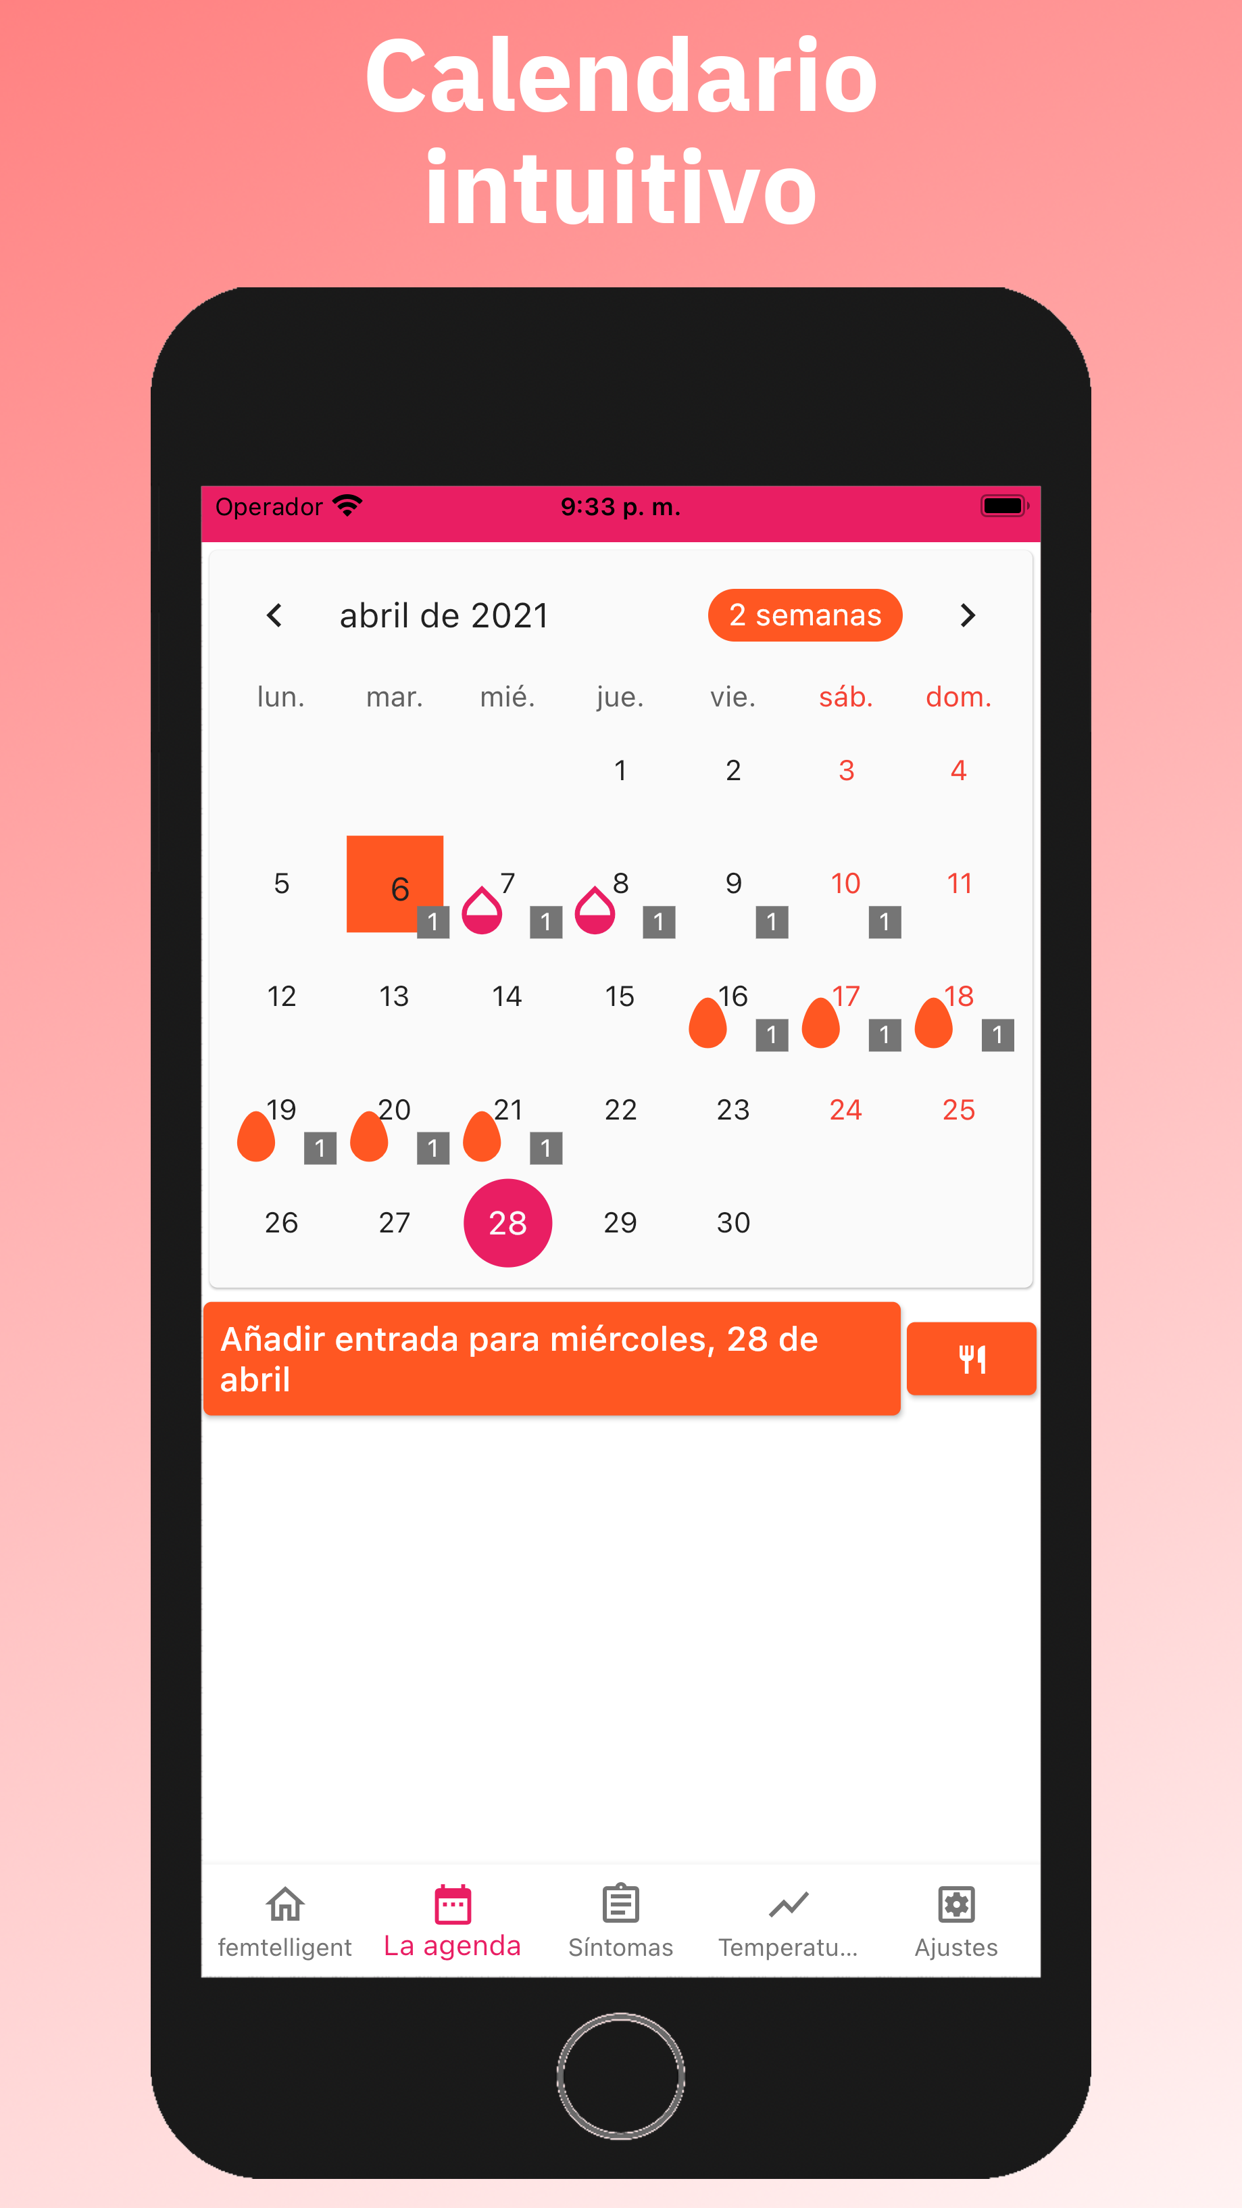 Calendario
intuitivo
Operador 9:33 p. m.
abril de 2021 2 semanas
lun. mar. mié. jue. vie. sáb. dom.
1 2 3 4
5 6 7 8 9 10 11
1 1 1 1 1
12 13 14 15 16 17 18
1 1 1
19 20 21 22 23 24 25
1 1 1
26 27 28 29 30
Añadir entrada para miércoles, 28 de
abril
femtelligent La agenda Síntomas Temperatu... Ajustes